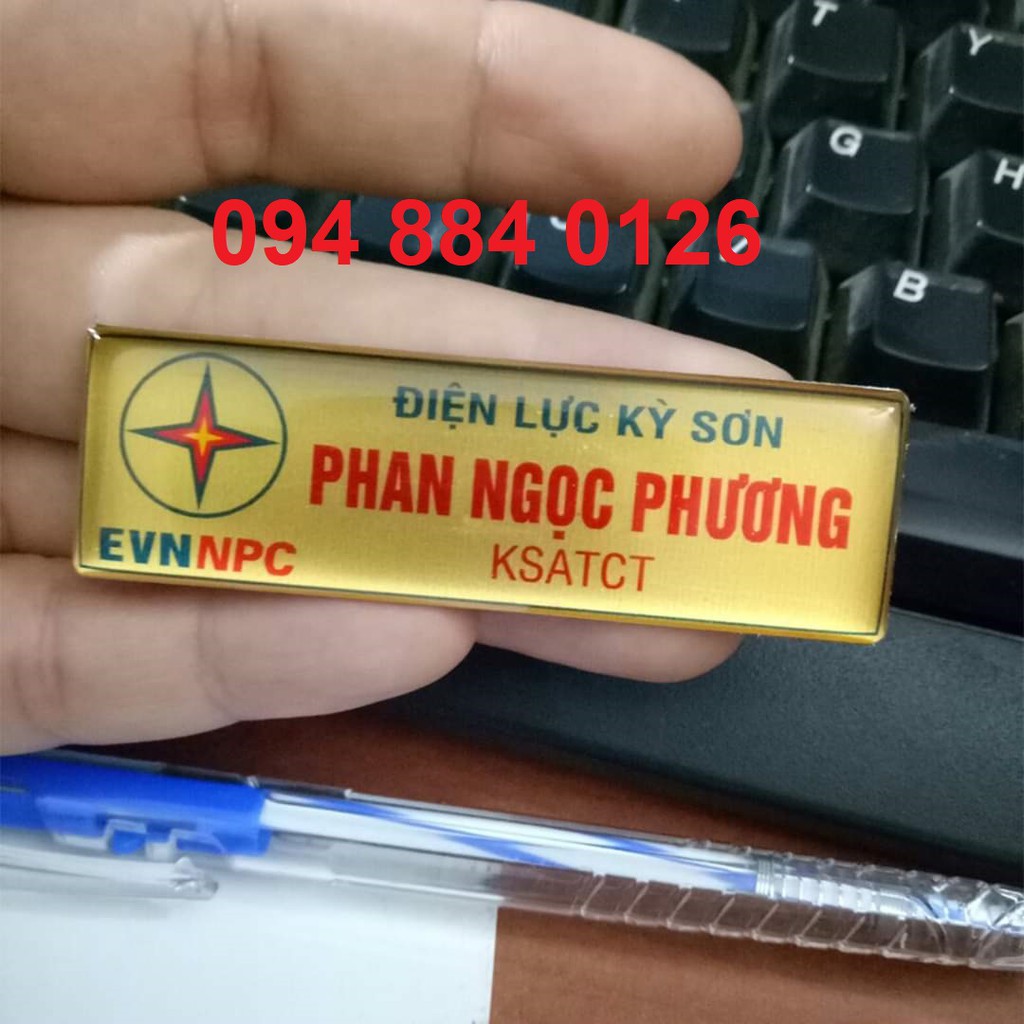 T
Y
G
H
094 884 0126
B
ĐIỆN LỰC KỲ SƠN
PHAN NGỌC PHƯƠNG
EVNNPC
KSATCT